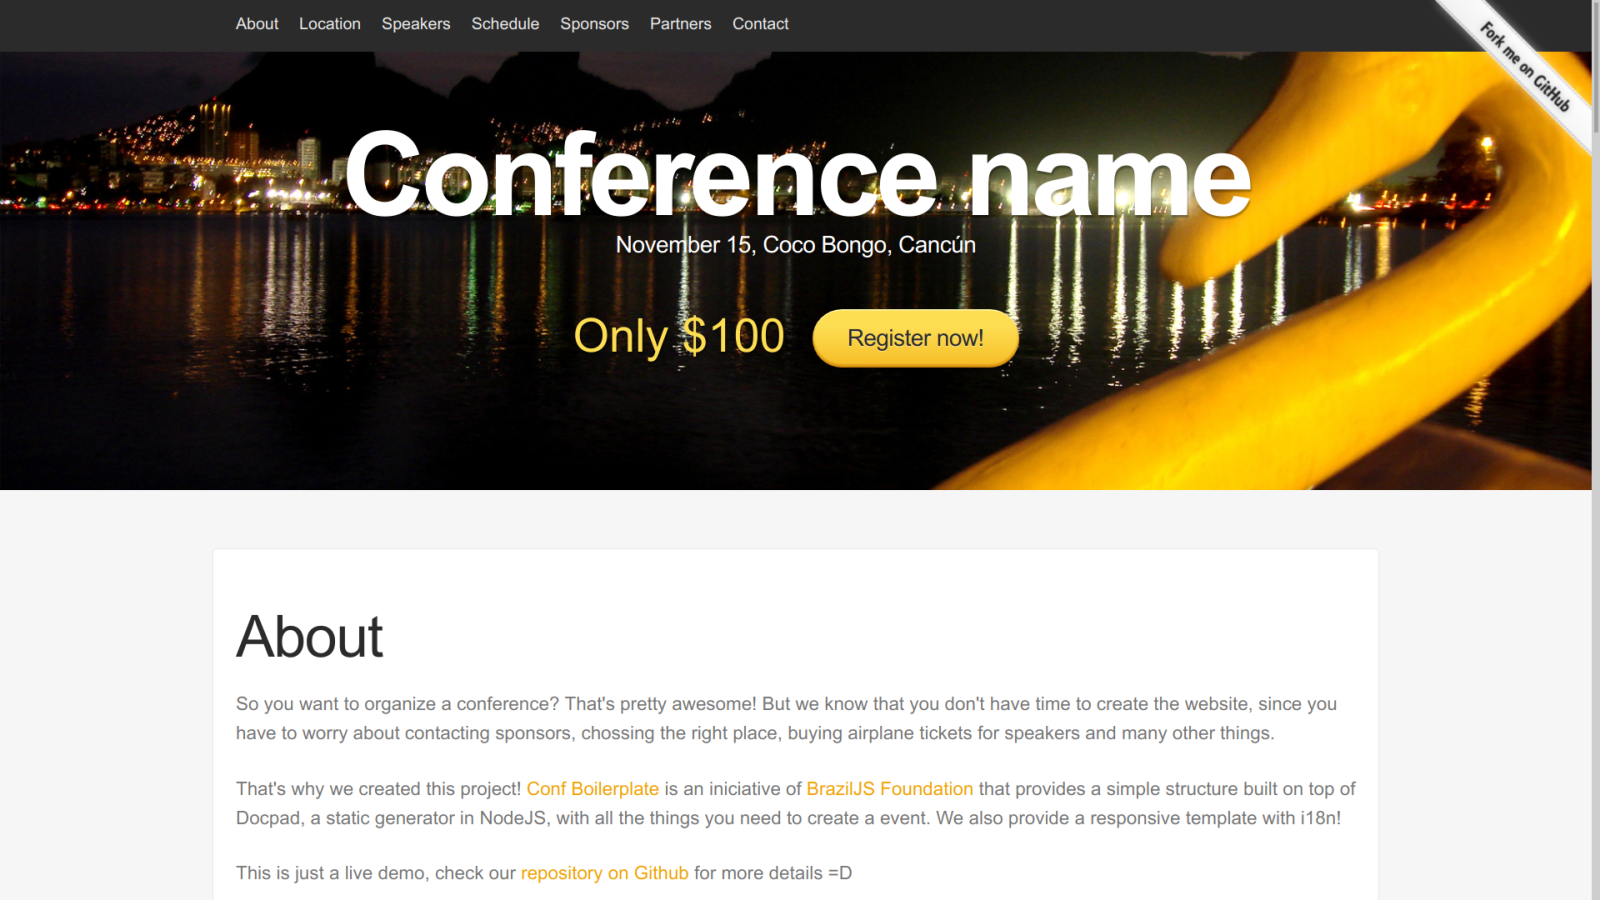 About Location Speakers Schedule Sponsors Partners Contact
Fork me on GitHub
Conference name
November 15, Coco Bongo, Cancún
Only $100 Register now!
About
So you want to organize a conference? That's pretty awesome! But we know that you don't have time to create the website, since you
have to worry about contacting sponsors, chossing the right place, buying airplane tickets for speakers and many other things.
That's why we created this project! Conf Boilerplate is an iniciative of BrazilJS Foundation that provides a simple structure built on top of
Docpad, a static generator in NodeJS, with all the things you need to create a event. We also provide a responsive template with i18n!
This is just a live demo, check our repository on Github for more details =D